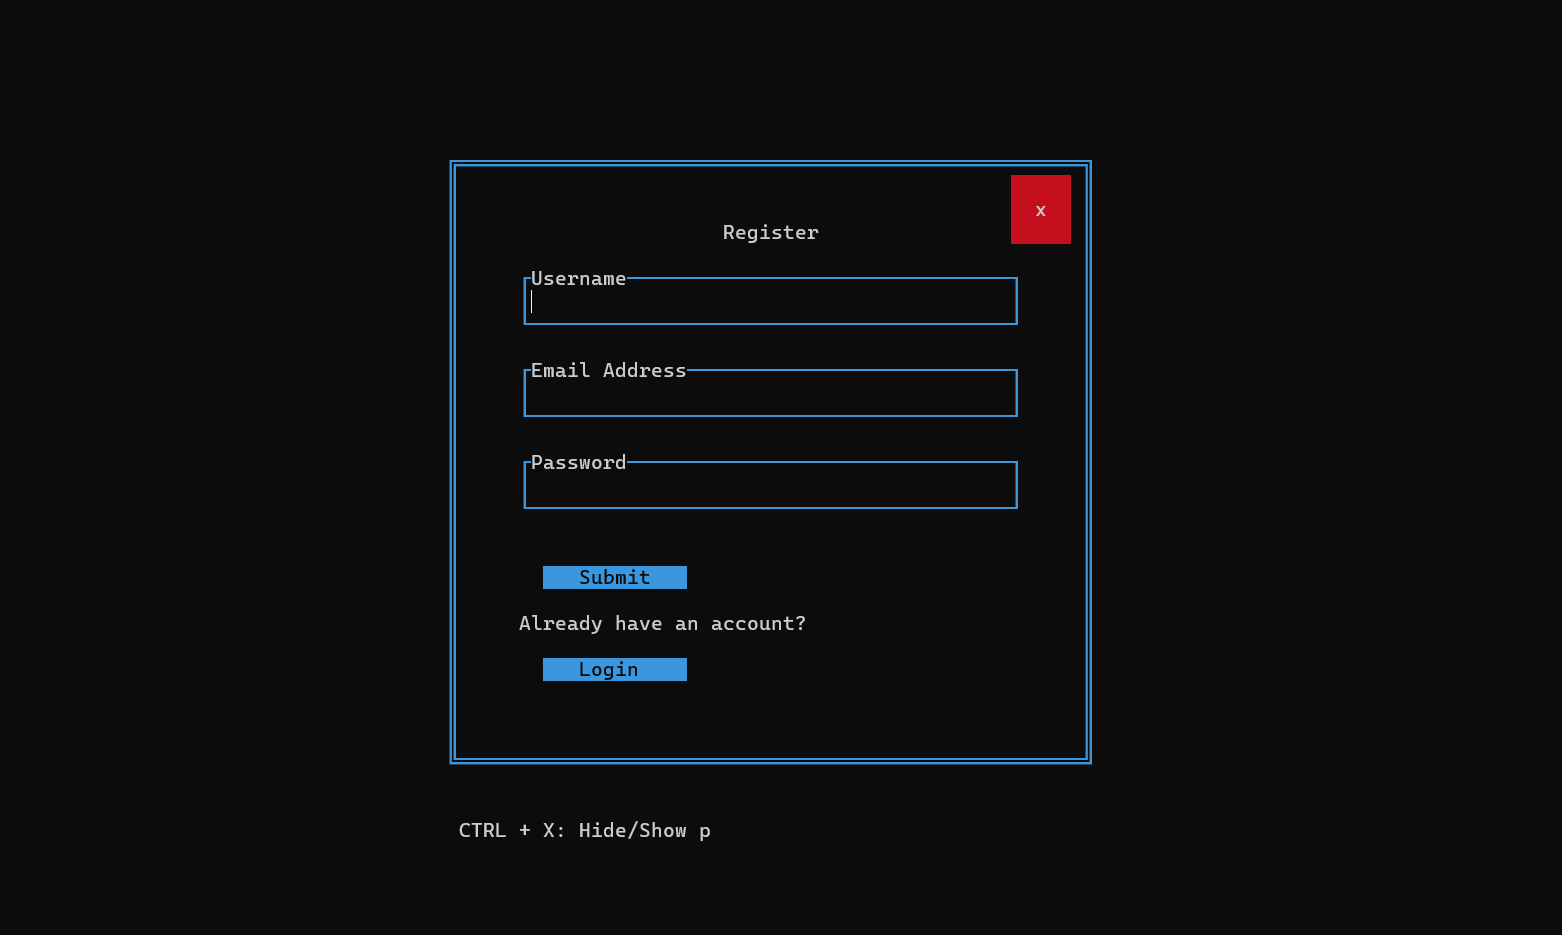 x
Register
Username
Email Address
Password
Submit
Already have an account?
Login
CTRL + X: Hide/Show p